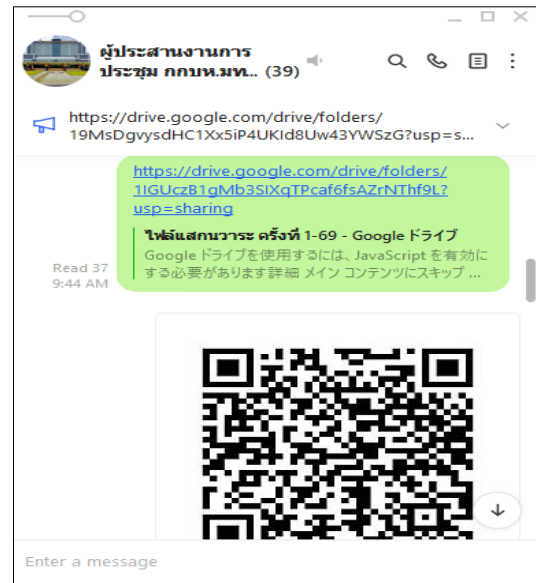 ผู้ประสานงานการ
ประชุม กกบห.มท... (39)
https://drive.google.com/drive/folders/
19MsDgvysdHC1Xx5iP4UKId8Uw43YWSzG?usp=s...
https://drive.google.com/drive/folders/
1IGUczB1gMb3SlXqTPcaf6fsAZrNThf9L?
usp=sharing
ไฟล์แสกนวาระ ครั้งที่ 1-69 - Google ドライブ
Google ドライブを使用するには、JavaScript を有効に
する必要があります詳細 メイン コンテンツにスキップ ...
Read 37
9:44 AM
Enter a message